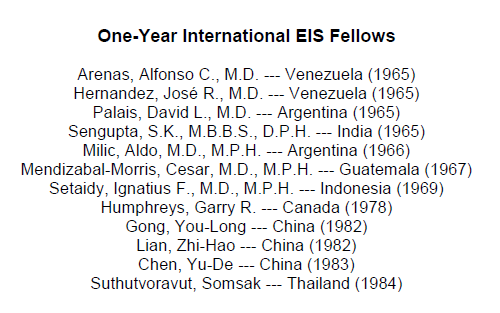 One-Year International EIS Fellows
Arenas, Alfonso C., M.D. --- Venezuela (1965)
Hernandez, José R., M.D. --- Venezuela (1965)
Palais, David L., M.D. --- Argentina (1965)
Sengupta, S.K., M.B.B.S., D.P.H. --- India (1965)
Milic, Aldo, M.D., M.P.H. --- Argentina (1966)
Mendizabal-Morris, Cesar, M.D., M.P.H. --- Guatemala (1967)
Setaidy, Ignatius F., M.D., M.P.H. --- Indonesia (1969)
Humphreys, Garry R. --- Canada (1978)
Gong, You-Long --- China (1982)
Lian, Zhi-Hao --- China (1982)
Chen, Yu-De --- China (1983)
Suthutvoravut, Somsak --- Thailand (1984)